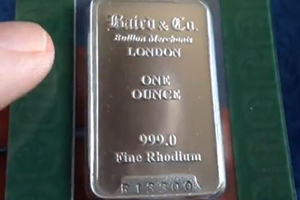 Baird & Co.
Bullion Merchants
LONDON
ONE
OUNCE
999.0
Fine Rhodium